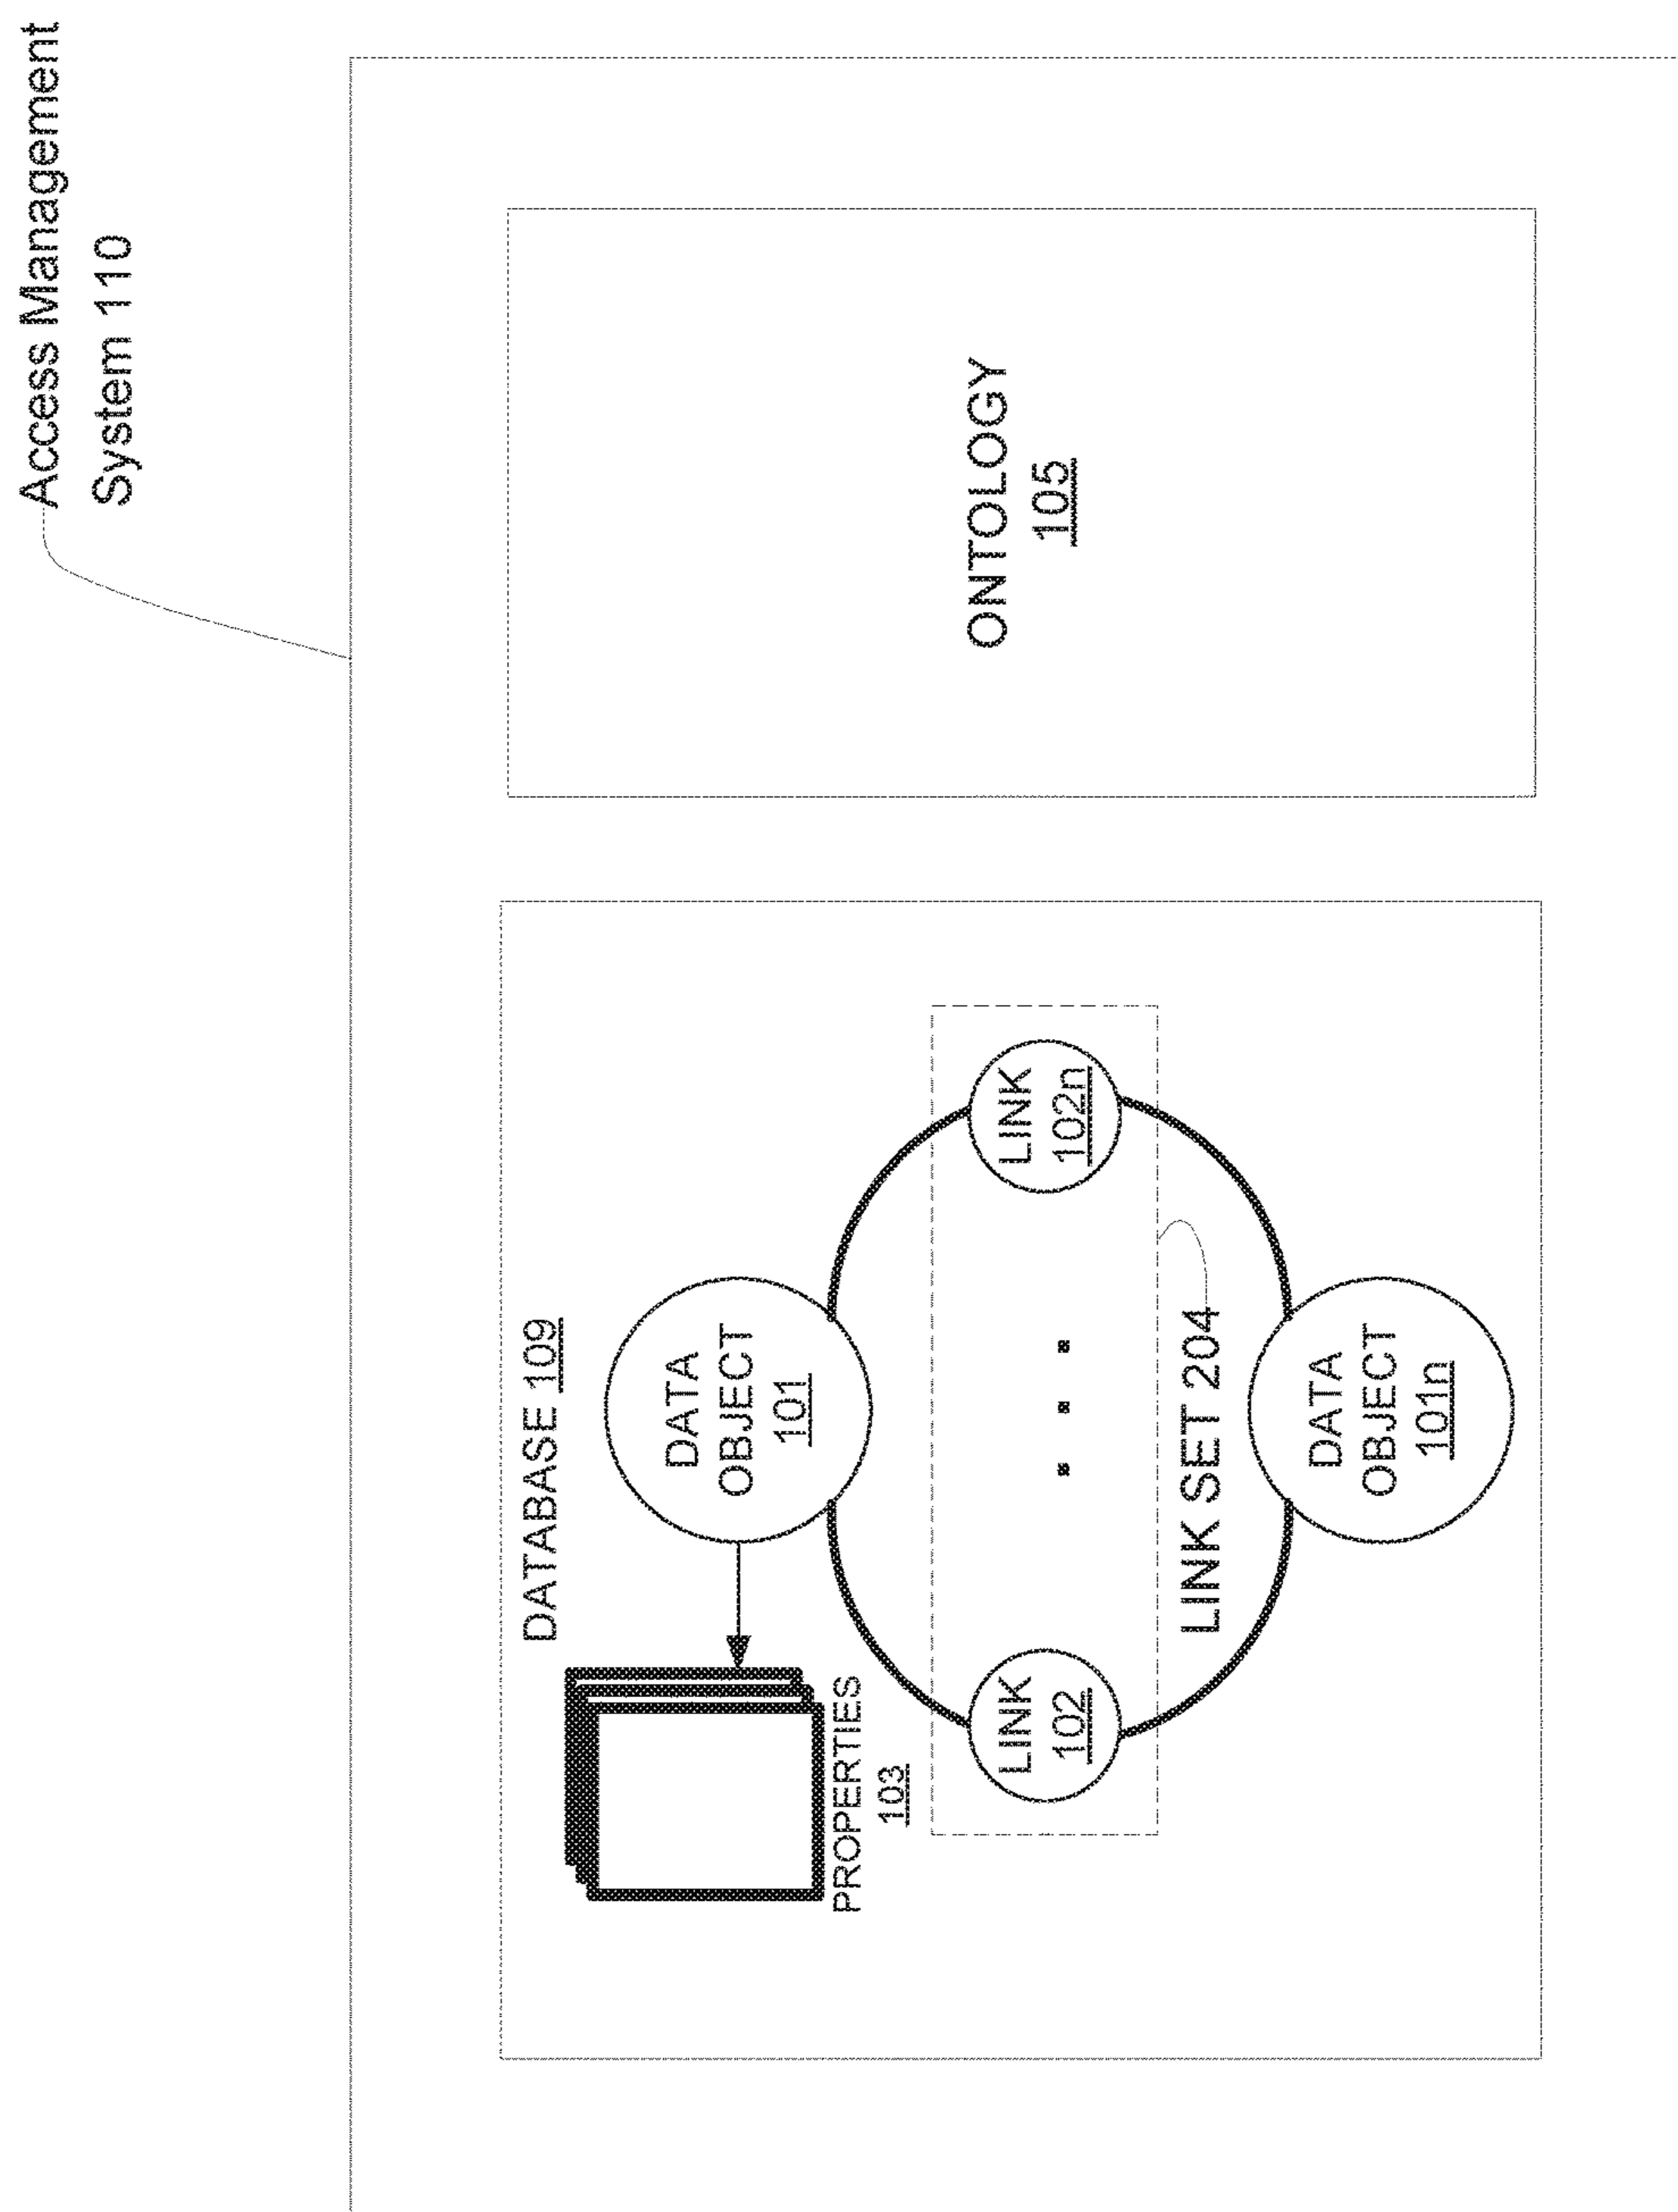 Access Management
System 110
DATABASE 109
DATA
OBJECT
101
PROPERTIES
103
LINK
102
LINK
102n
LINK SET 204
DATA
OBJECT
101n
ONTOLOGY
105